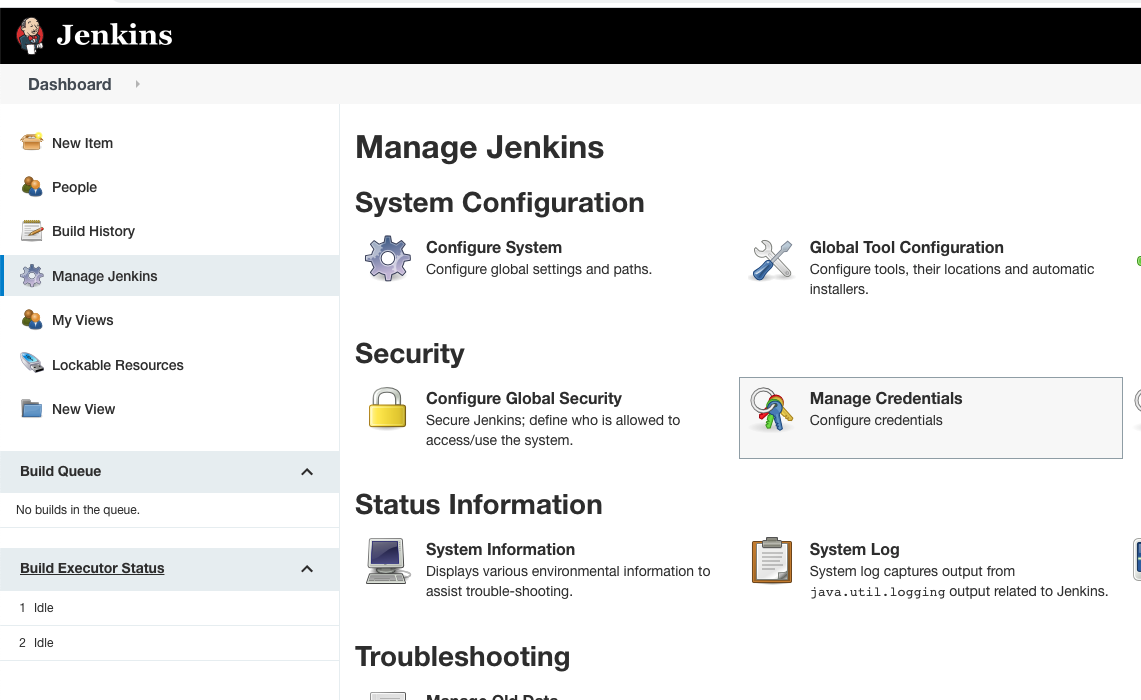 Jenkins
Dashboard
New Item
People
Build History
Manage Jenkins
My Views
Lockable Resources
New View
Build Queue
No builds in the queue.
Build Executor Status
1 Idle
2 Idle
Manage Jenkins
System Configuration
Configure System
Configure global settings and paths.
Global Tool Configuration
Configure tools, their locations and automatic
installers.
Security
Configure Global Security
Secure Jenkins; define who is allowed to
access/use the system.
Manage Credentials
Configure credentials
Status Information
System Information
Displays various environmental information to
assist trouble-shooting.
System Log
System log captures output from
java.util.logging output related to Jenkins.
Troubleshooting
Manage Old Data